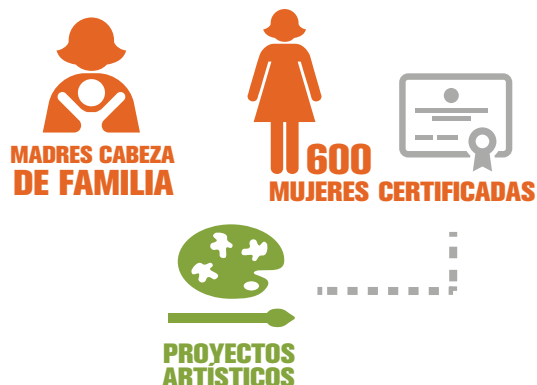 MADRES CABEZA
DE FAMILIA
600
MUJERES CERTIFICADAS
PROYECTOS
ARTÍSTICOS